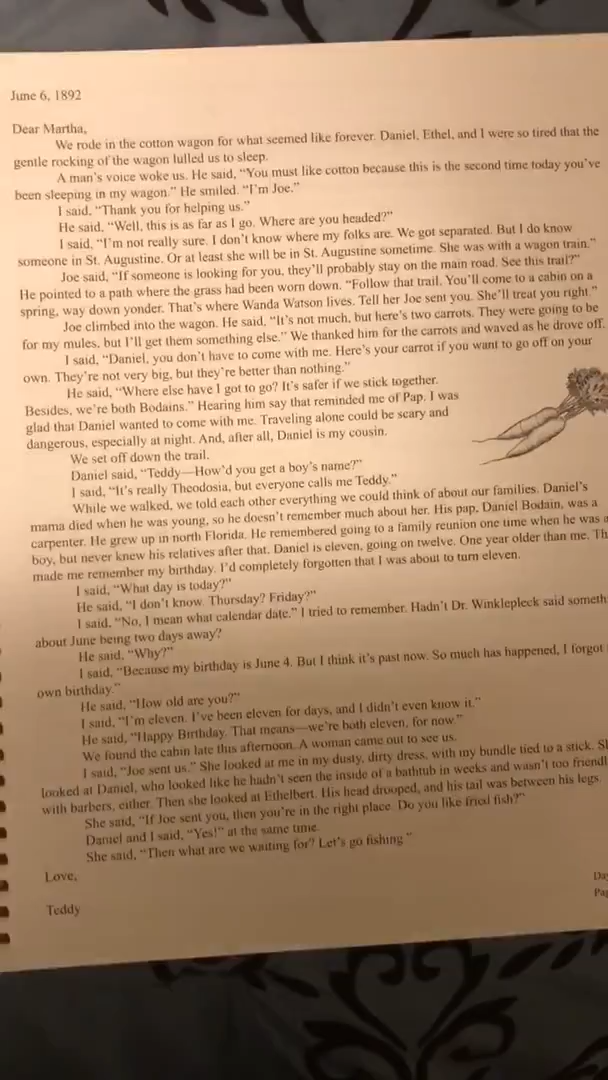 June 6, 1892
Dear Martha,
We rode in the cotton wagon for what seemed like forever. Daniel, Ethel, and I were so tired that the
gentle rocking of the wagon lulled us to sleep.
A man's voice woke us. He said, “You must like cotton because this is the second time today you've
been sleeping in my wagon.” He smiled. “I'm Joe.”
I said, “Thank you for helping us.”
He said, “Well, this is as far as I go. Where are you headed?”
I said, “I'm not really sure. I don't know where my folks are. We got separated. But I do know
someone in St. Augustine. Or at least she will be in St. Augustine sometime. She was with a wagon train.”
Joe said, “If someone is looking for you, they'll probably stay on the main road. See this trail?”
He pointed to a path where the grass had been worn down. “Follow that trail. You'll come to a cabin on a
spring, way down yonder. That's where Wanda Watson lives. Tell her Joe sent you. She'll treat you right.”
Joe climbed into the wagon. He said, “It's not much, but here's two carrots. They were going to be
for my mules, but I'll get them something else.” We thanked him for the carrots and waved as he drove off.
I said, “Daniel, you don't have to come with me. Here's your carrot if you want to go off on your
own. They're not very big, but they're better than nothing.”
He said, “Where else have I got to go? It's safer if we stick together.
Besides, we're both Bodains.” Hearing him say that reminded me of Pap. I was
glad that Daniel wanted to come with me. Traveling alone could be scary and
dangerous, especially at night. And, after all, Daniel is my cousin.
We set off down the trail.
Daniel said, “Teddy—How'd you get a boy's name?”
I said, “It's really Theodosia, but everyone calls me Teddy.”
While we walked, we told each other everything we could think of about our families. Daniel's
mama died when he was young, so he doesn't remember much about her. His pap, Daniel Bodain, was a
carpenter. He grew up in north Florida. He remembered going to a family reunion one time when he was a
boy, but never knew his relatives after that. Daniel is eleven, going on twelve. One year older than me. Th
made me remember my birthday. I'd completely forgotten that I was about to turn eleven.
I said, “What day is today?”
He said, “I don't know. Thursday? Friday?”
I said, “No, I mean what calendar date.” I tried to remember. Hadn't Dr. Winklepleck said someth
about June being two days away?
He said, “Why?”
I said, “Because my birthday is June 4. But I think it's past now. So much has happened, I forgot
own birthday.”
He said, “How old are you?”
I said, “I'm eleven. I've been eleven for days, and I didn't even know it.”
He said, “Happy Birthday. That means—we're both eleven, for now.”
We found the cabin late this afternoon. A woman came out to see us.
I said, “Joe sent us.” She looked at me in my dusty, dirty dress, with my bundle tied to a stick. S
looked at Daniel, who looked like he hadn't seen the inside of a bathtub in weeks and wasn't too friendl
with barbers, either. Then she looked at Ethelbert. His head drooped, and his tail was between his legs.
She said, “If Joe sent you, then you're in the right place. Do you like fried fish?”
Daniel and I said, “Yes!” at the same time.
She said, “Then what are we waiting for? Let's go fishing.”
Love,
Teddy
Da
Pa